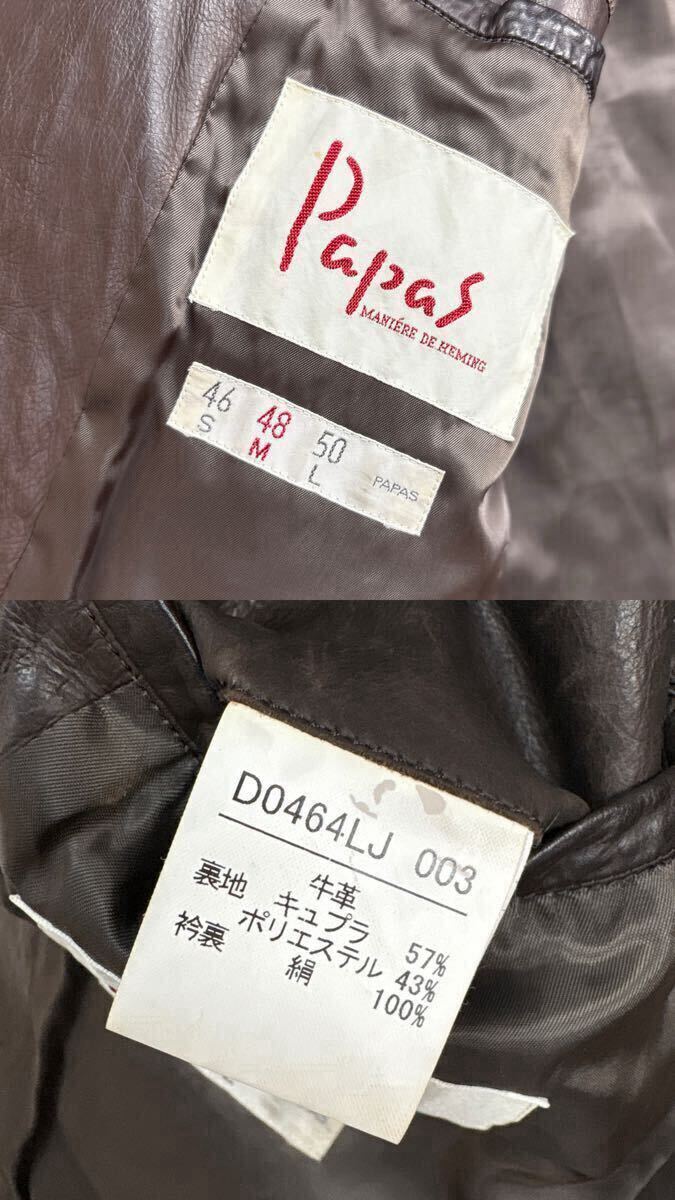 Papas
MANIÉRE DE HEMING
46 48 50
S M L PAPAS
D0464LJ 003
牛革
裏地 キュプラ 57%
ポリエステル 43%
衿裏 絹 100%